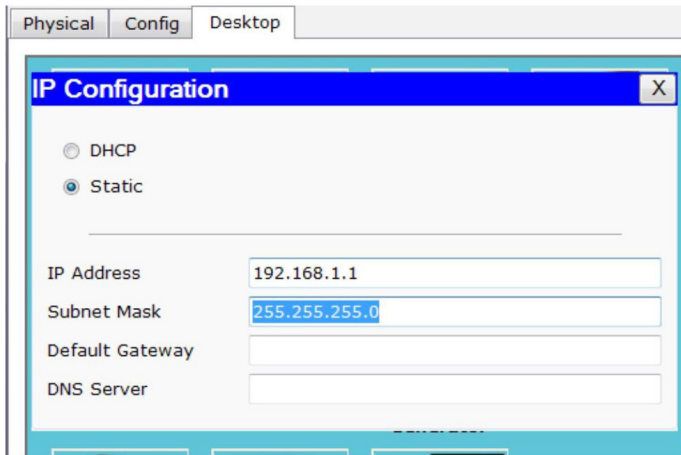 Physical Config Desktop
IP Configuration X
DHCP
Static
IP Address 192.168.1.1
Subnet Mask 255.255.255.0
Default Gateway
DNS Server